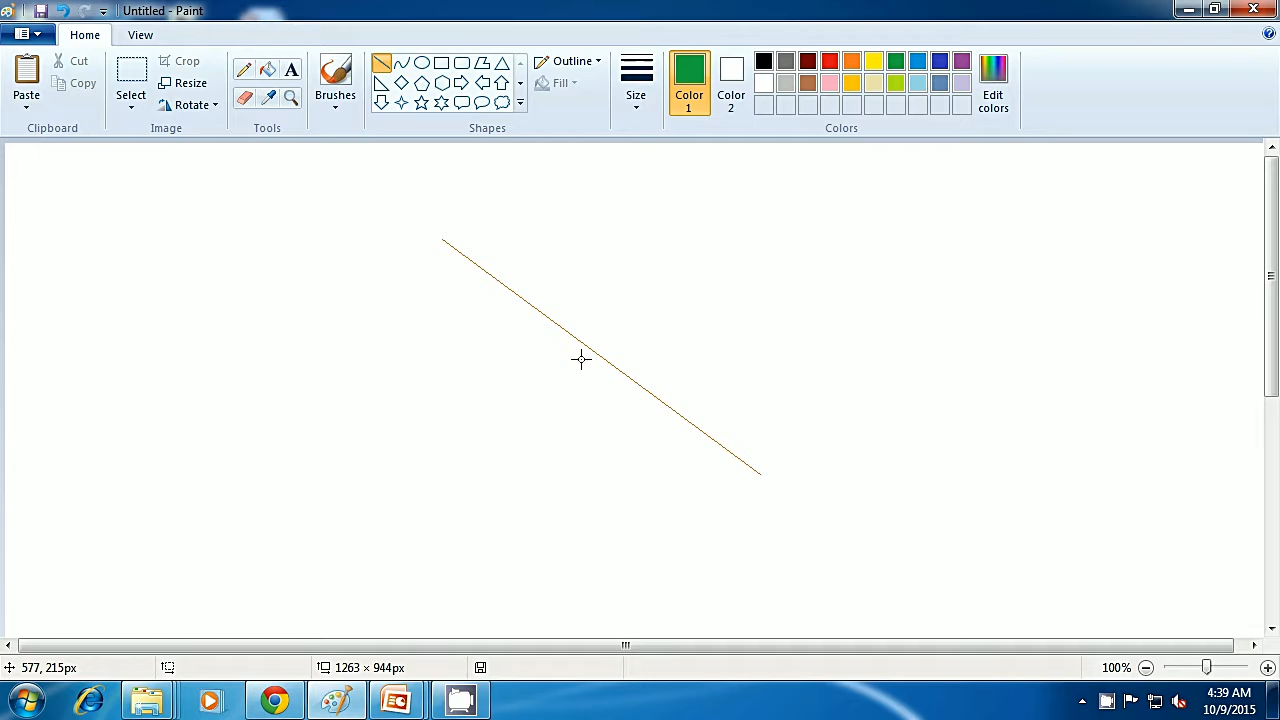 Untitled - Paint
Home View
Paste
Cut
Copy
Clipboard
Select
Crop
Resize
Rotate
Image
A
Tools
Brushes
Outline
Fill
Shapes
Size
Color
1
Color
2
Edit
colors
Colors
577, 215px
1263 × 944px
100%
4:39 AM
10/9/2015